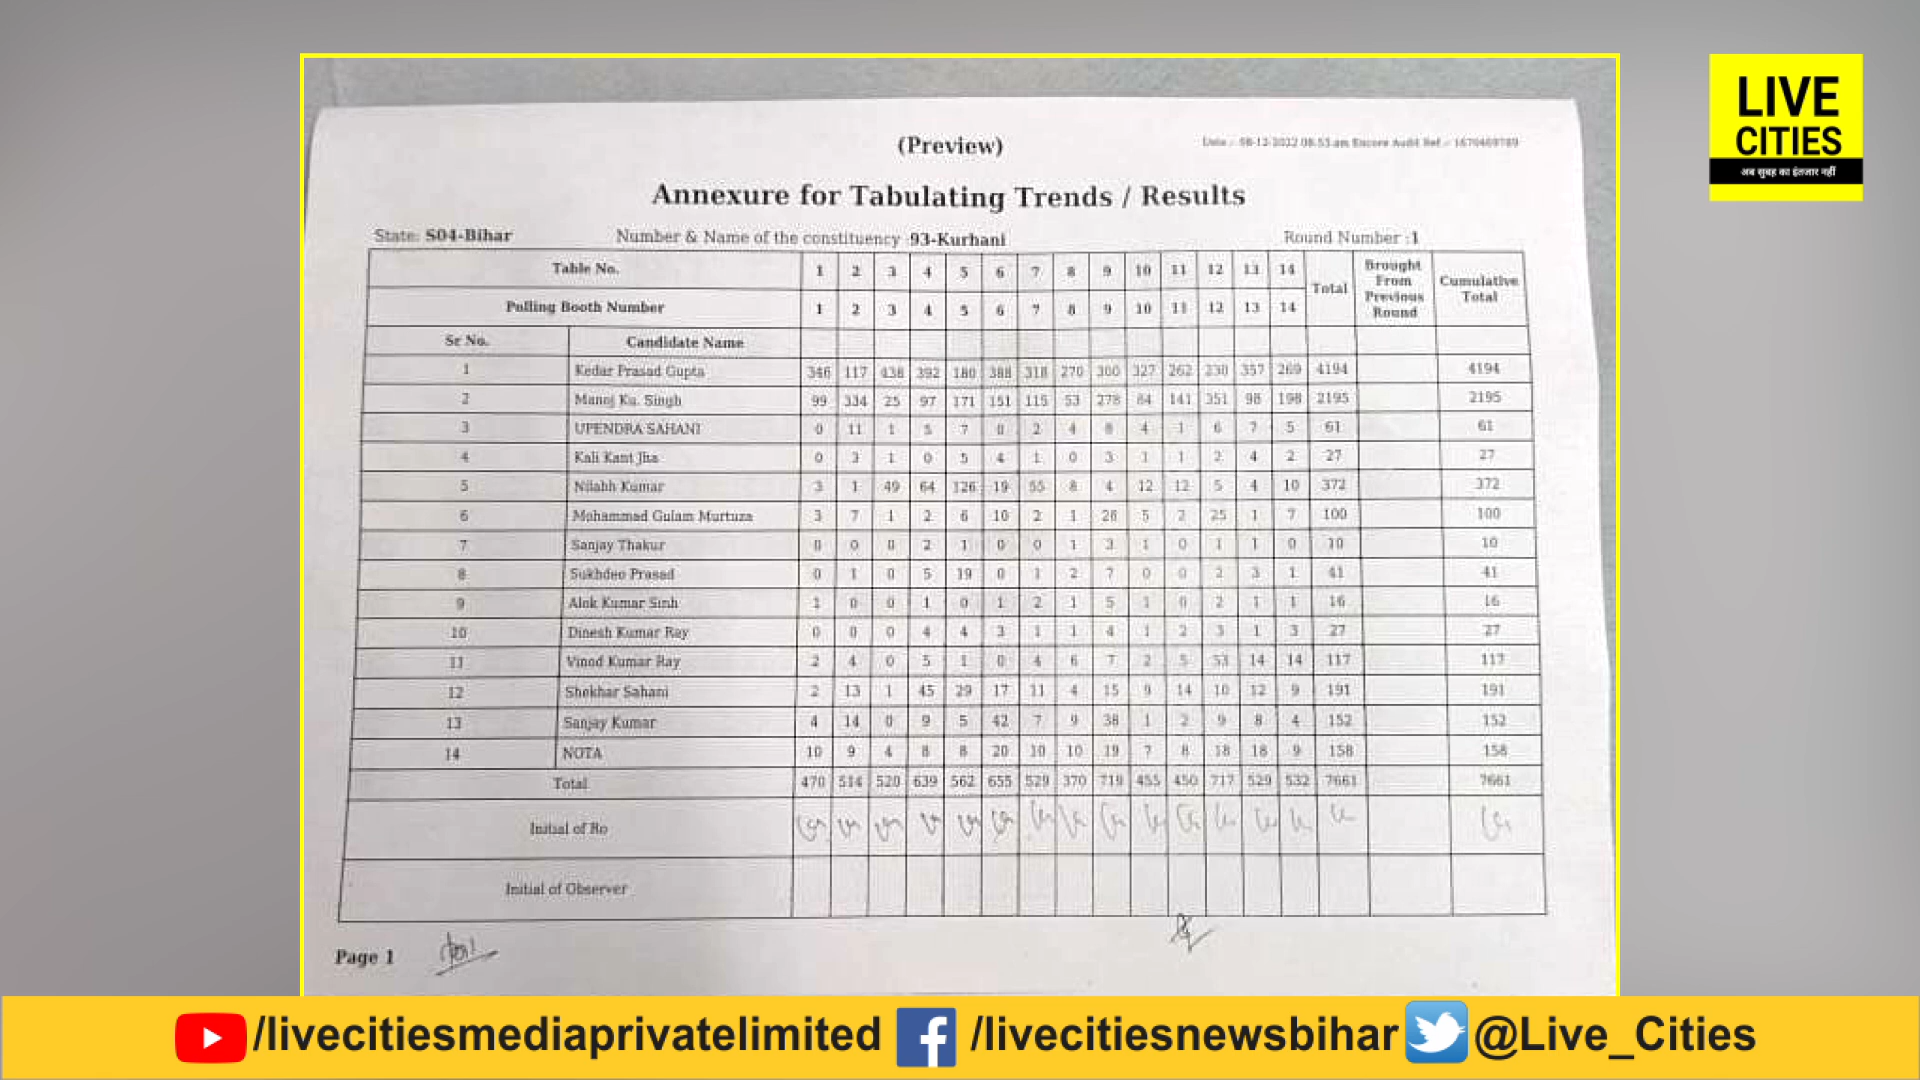 LIVE
CITIES
अब सुबह का इंतजार नहीं
(Preview)
Date :- 08-12-2022 08:53 am Encore Audit Ref :-
Annexure for Tabulating Trends / Results
State: S04-Bihar Number & Name of the constituency 93-Kurhani Round Number :1
Table No. 1 2 3 4 5 6 7 8 9 10 11 12 13 14 Total Brought From Previous Round Cumulative Total
Polling Booth Number 1 2 3 4 5 6 7 8 9 10 11 12 13 14
Sr No. Candidate Name
1 Kedar Prasad Gupta 346 117 438 392 180 388 318 270 300 327 262 230 357 269 4194 4194
2 Manoj Ku. Singh 99 334 25 97 171 151 115 53 278 84 141 351 98 198 2195 2195
3 UPENDRA SAHANI 0 11 1 5 7 0 2 4 8 4 1 6 7 5 61 61
4 Kali Kant Jha 0 3 1 0 5 4 1 0 3 1 1 2 4 2 27 27
5 Nilabh Kumar 3 1 49 64 126 19 55 8 4 12 12 5 4 10 372 372
6 Mohammad Gulam Murtuza 3 7 1 2 6 10 2 1 28 5 2 25 1 7 100 100
7 Sanjay Thakur 0 0 0 2 1 0 0 1 3 1 0 1 1 0 10 10
8 Sukhdeo Prasad 0 1 0 5 19 0 1 2 7 0 0 2 3 1 41 41
9 Alok Kumar Sinh 1 0 0 1 0 1 2 1 5 1 0 2 1 1 16 16
10 Dinesh Kumar Ray 0 0 0 4 4 3 1 1 4 1 2 3 1 3 27 27
11 Vinod Kumar Ray 2 4 0 5 1 0 4 6 7 2 5 53 14 14 117 117
12 Shekhar Sahani 2 13 1 45 29 17 11 4 15 9 14 10 12 9 191 191
13 Sanjay Kumar 4 14 0 9 5 42 7 9 38 1 2 9 8 4 152 152
14 NOTA 10 9 4 8 8 20 10 10 19 7 8 18 18 9 158 158
Total 470 514 520 639 562 655 529 370 719 455 450 717 529 532 7661 7661
Initial of Ro
Initial of Observer
Page 1
/livecitiesmediaprivatelimited /livecitiesnewsbihar @Live_Cities